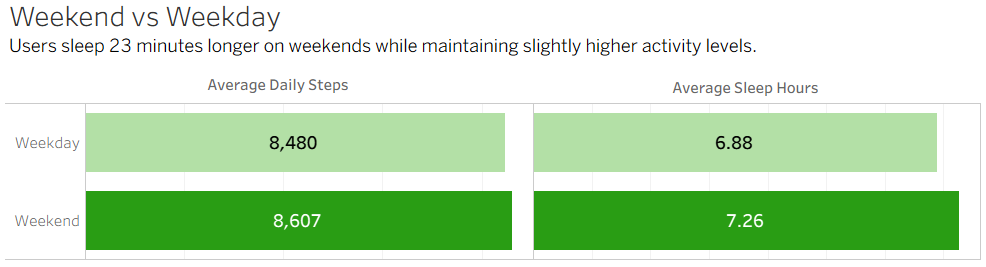 Weekend vs Weekday
Users sleep 23 minutes longer on weekends while maintaining slightly higher activity levels.
Average Daily Steps Average Sleep Hours
Weekday 8,480 6.88
Weekend 8,607 7.26